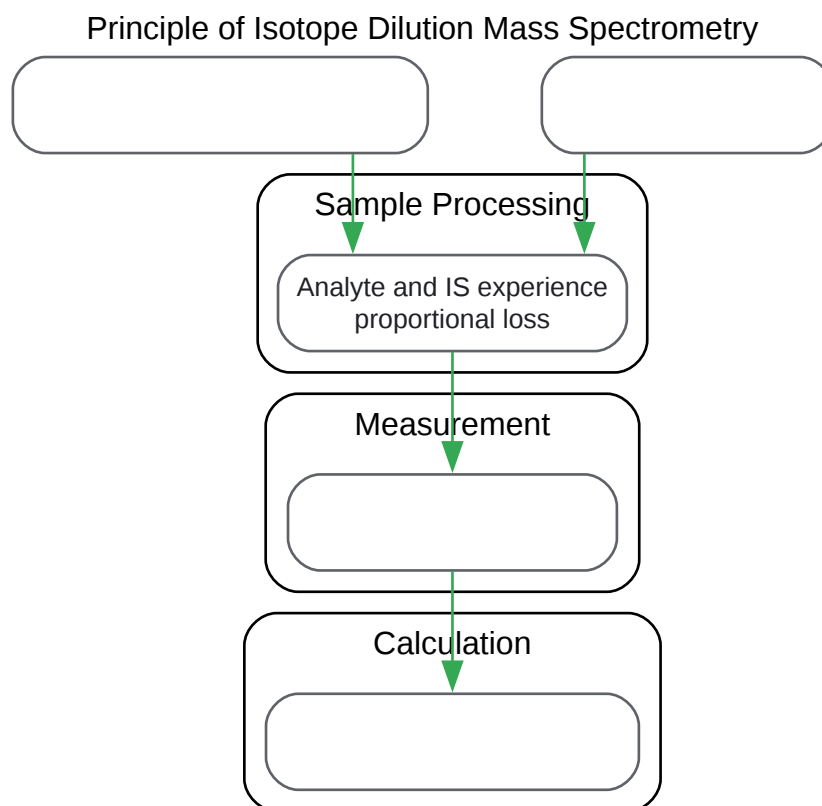 Principle of Isotope Dilution Mass Spectrometry
Sample Processing
Analyte and IS experience
proportional loss
Measurement
Calculation